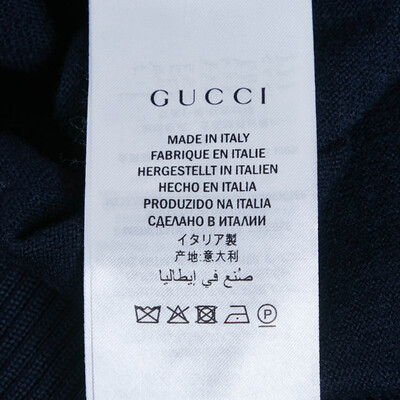 GUCCI
MADE IN ITALY
FABRIQUE EN ITALIE
HERGESTELLT IN ITALIEN
HECHO EN ITALIA
PRODUZIDO NA ITALIA
СДЕЛАНО В ИТАЛИИ
イタリア製
产地:意大利
صُنع في إيطاليا
P